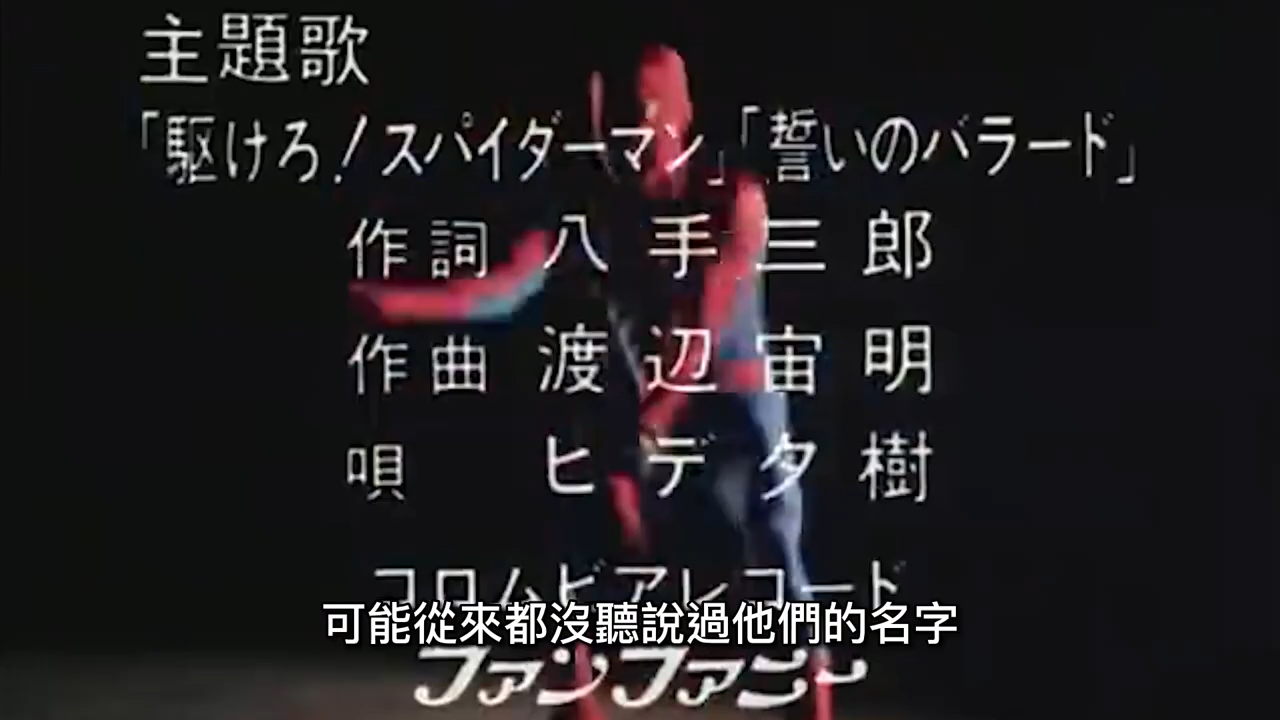 主題歌
「駆けろ！スパイダーマン」「誓いのバラード」
作詞 八手三郎
作曲 渡辺宙明
唄 ヒデタ樹
コロムビアレコード
可能從來都沒聽說過他們的名字
ファンファニー